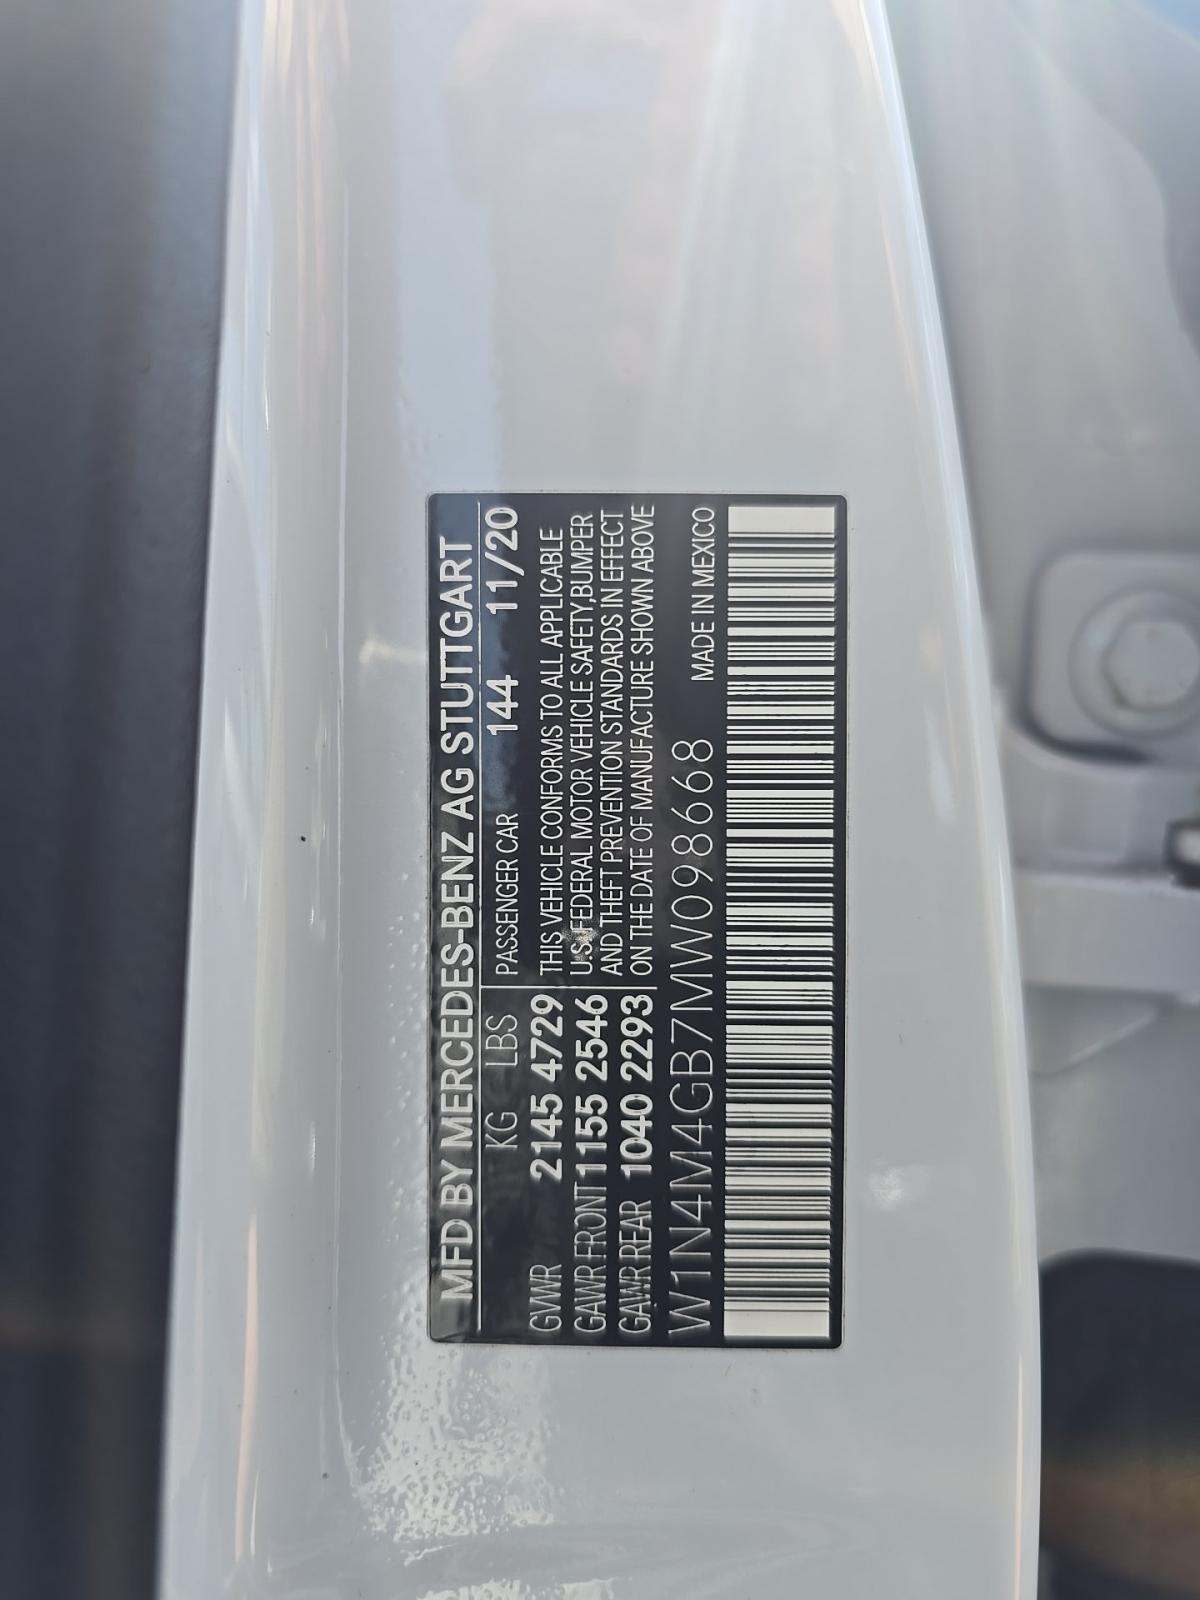 MFD BY MERCEDES-BENZ AG STUTTGART
KG LBS
PASSENGER CAR 144 11/20
GVWR 2145 4729
GAWR FRONT 1155 2546
GAWR REAR 1040 2293
THIS VEHICLE CONFORMS TO ALL APPLICABLE
U.S. FEDERAL MOTOR VEHICLE SAFETY, BUMPER
AND THEFT PREVENTION STANDARDS IN EFFECT
ON THE DATE OF MANUFACTURE SHOWN ABOVE
W1N4M4GB7MW098668 MADE IN MEXICO